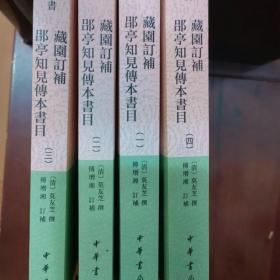 書
藏園訂補
郘亭知見傳本書目
(三)
〔清〕莫友芝 撰
傅增湘 訂補
中華書
藏園訂補
郘亭知見傳本書目
(二)
〔清〕莫友芝 撰
傅增湘 訂補
中華書
藏園訂補
郘亭知見傳本書目
(一)
〔清〕莫友芝 撰
傅增湘 訂補
中華書局
藏園訂補
郘亭知見傳本書目
(四)
〔清〕莫友芝 撰
傅增湘 訂補
中華書局